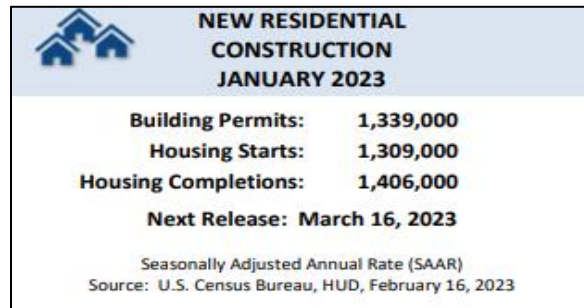 NEW RESIDENTIAL
CONSTRUCTION
JANUARY 2023
Building Permits: 1,339,000
Housing Starts: 1,309,000
Housing Completions: 1,406,000
Next Release: March 16, 2023
Seasonally Adjusted Annual Rate (SAAR)
Source: U.S. Census Bureau, HUD, February 16, 2023